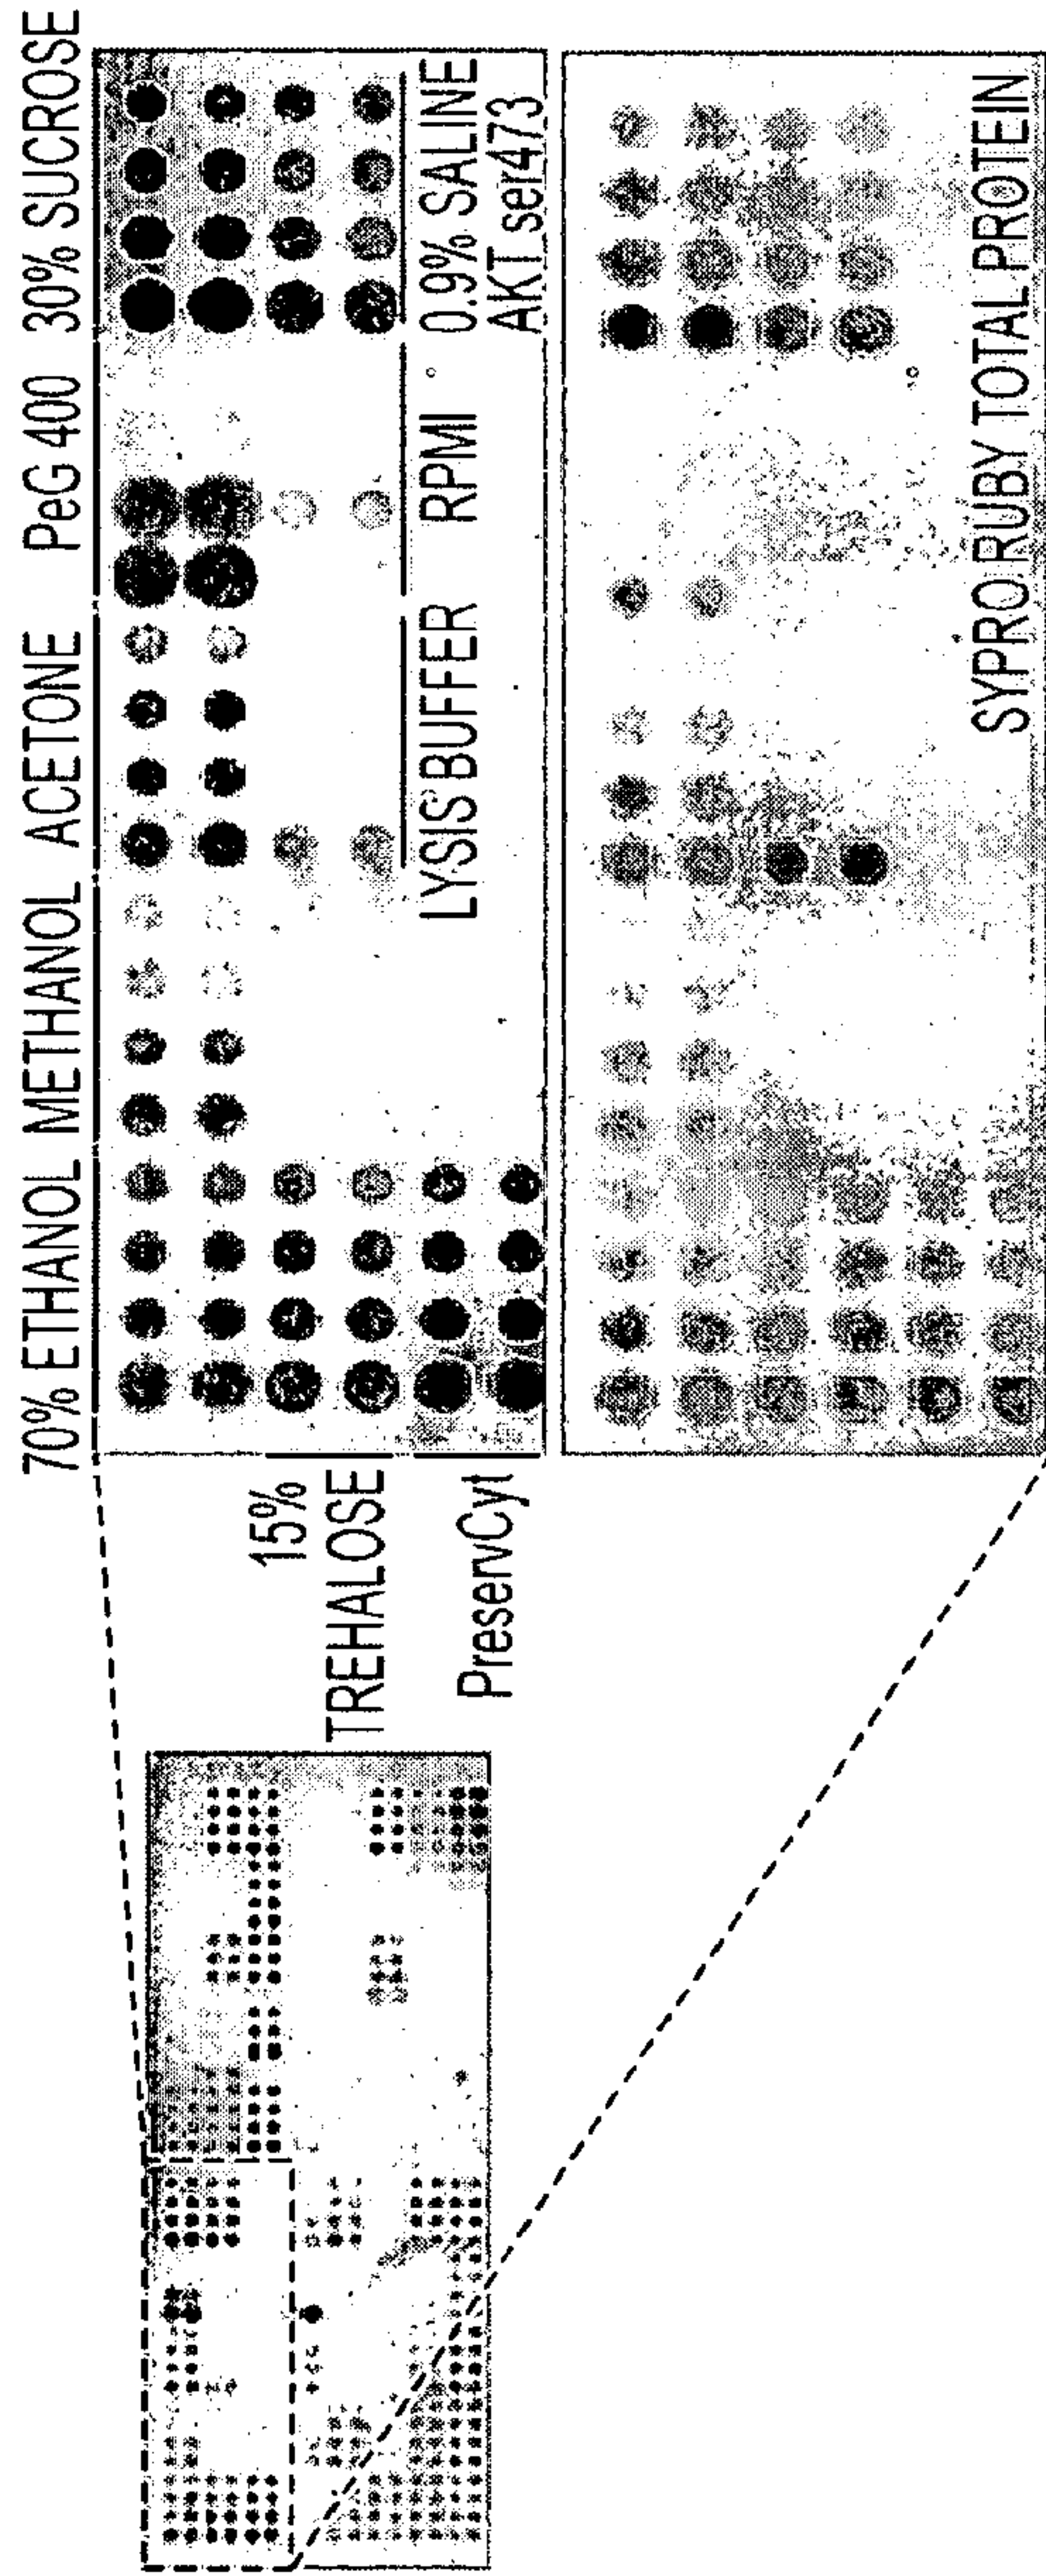 70% ETHANOL METHANOL ACETONE PeG 400 30% SUCROSE
15%
TREHALOSE
PreservCyt
LYSIS BUFFER RPMI 0.9% SALINE
AKT ser473
SYPRO RUBY TOTAL PROTEIN